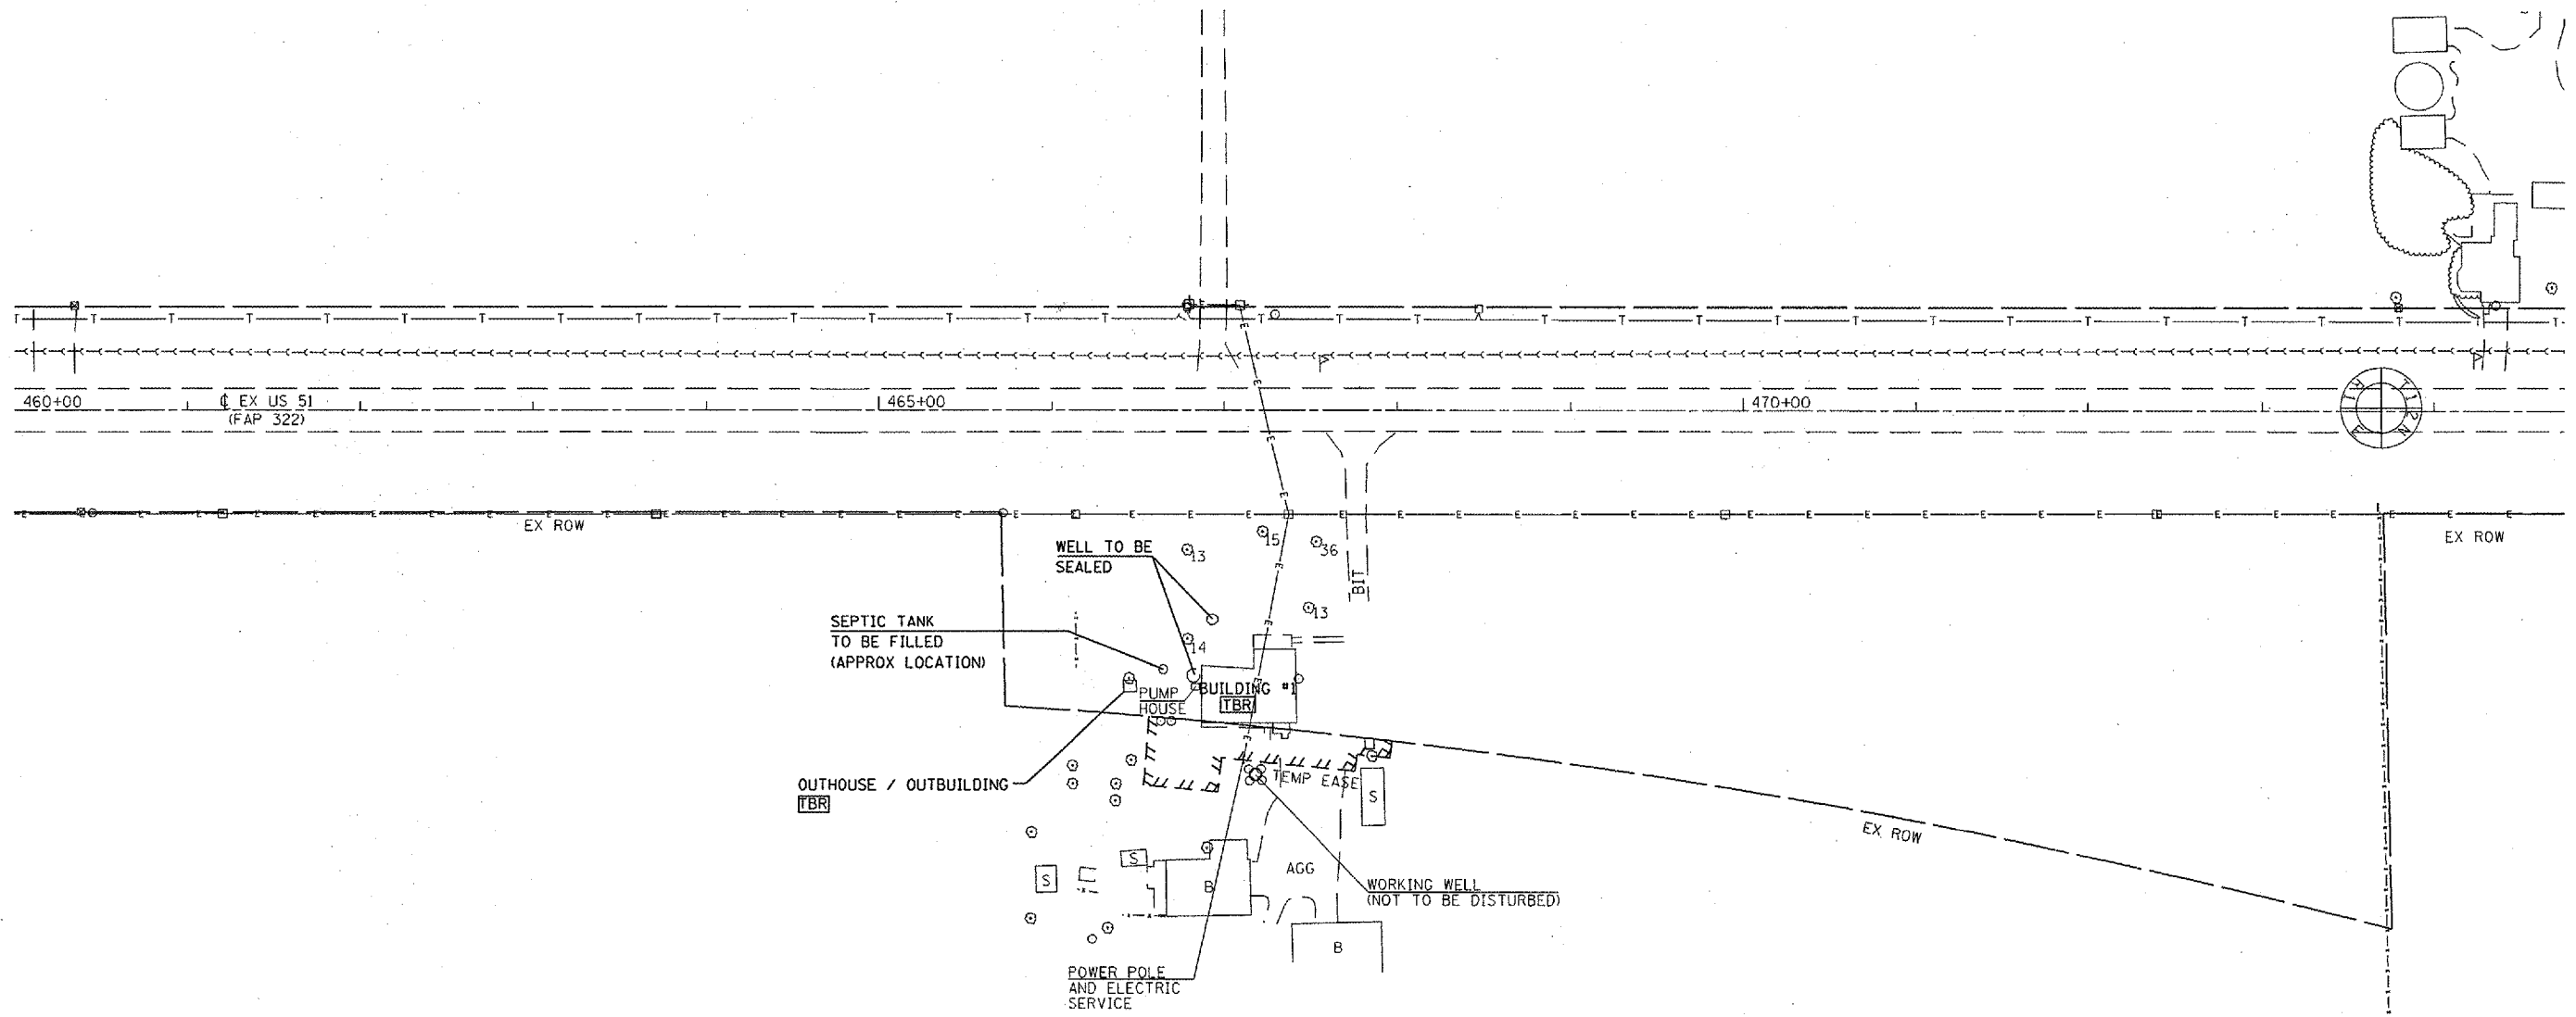 460+00
℄ EX US 51
(FAP 322)
465+00
470+00
T 12 N
EX ROW
EX ROW
WELL TO BE
SEALED
13
15
36
13
14
BIT
SEPTIC TANK
TO BE FILLED
(APPROX LOCATION)
PUMP
HOUSE
BUILDING #1
TBR
OUTHOUSE / OUTBUILDING
TBR
TEMP EASE
S
EX ROW
S
S
B
AGG
WORKING WELL
(NOT TO BE DISTURBED)
B
POWER POLE
AND ELECTRIC
SERVICE
P
P
T T T T T T T T T T T T T T
E E E E E E E E E E E E E E